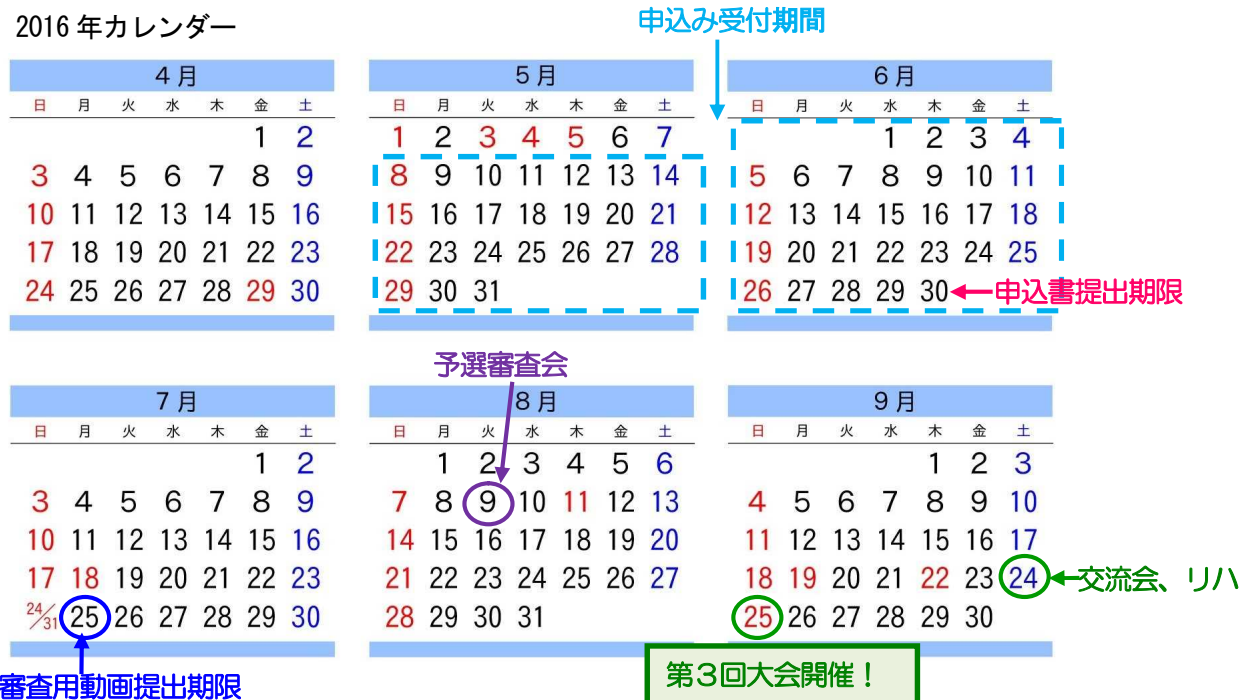 2016 年カレンダー
申込み受付期間
4月
日 月 火 水 木 金 土
1 2
3 4 5 6 7 8 9
10 11 12 13 14 15 16
17 18 19 20 21 22 23
24 25 26 27 28 29 30
5月
日 月 火 水 木 金 土
1 2 3 4 5 6 7
8 9 10 11 12 13 14
15 16 17 18 19 20 21
22 23 24 25 26 27 28
29 30 31
6月
日 月 火 水 木 金 土
1 2 3 4
5 6 7 8 9 10 11
12 13 14 15 16 17 18
19 20 21 22 23 24 25
26 27 28 29 30
申込書提出期限
7月
日 月 火 水 木 金 土
1 2
3 4 5 6 7 8 9
10 11 12 13 14 15 16
17 18 19 20 21 22 23
24/31 25 26 27 28 29 30
審査用動画提出期限
予選審査会
8月
日 月 火 水 木 金 土
1 2 3 4 5 6
7 8 9 10 11 12 13
14 15 16 17 18 19 20
21 22 23 24 25 26 27
28 29 30 31
9月
日 月 火 水 木 金 土
1 2 3
4 5 6 7 8 9 10
11 12 13 14 15 16 17
18 19 20 21 22 23 24
25 26 27 28 29 30
交流会、リハ
第3回大会開催！